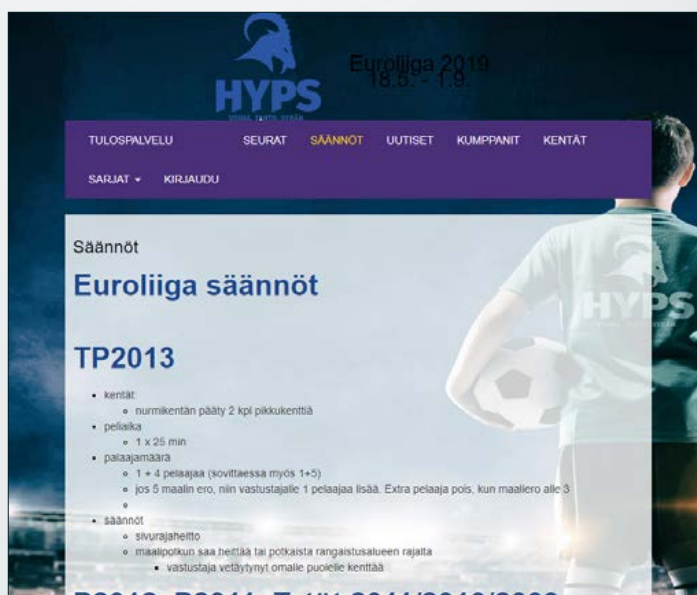 HYPS
Euroliiga 2019
18.5. - 1.9.
TULOSPALVELU SEURAT SÄÄNNÖT UUTISET KUMPPANIT KENTÄT
SARJAT KIRJAUDU
Säännöt
Euroliiga säännöt
HYPS
TP2013
kentät:
nurmikentän pääty 2 kpl pikkukenttiä
peliaika
1 x 25 min
palaajamäärä
1 + 4 pelaajaa (sovittaessa myös 1+5)
jos 5 maalin ero, niin vastustajalle 1 pelaajaa lisää. Extra pelaaja pois, kun maaliero alle 3
säännöt
sivurajaheitto
maalipotkun saa heittää tai potkaista rangaistusalueen rajalta
vastustaja vetäytynyt omalle puolelle kenttää